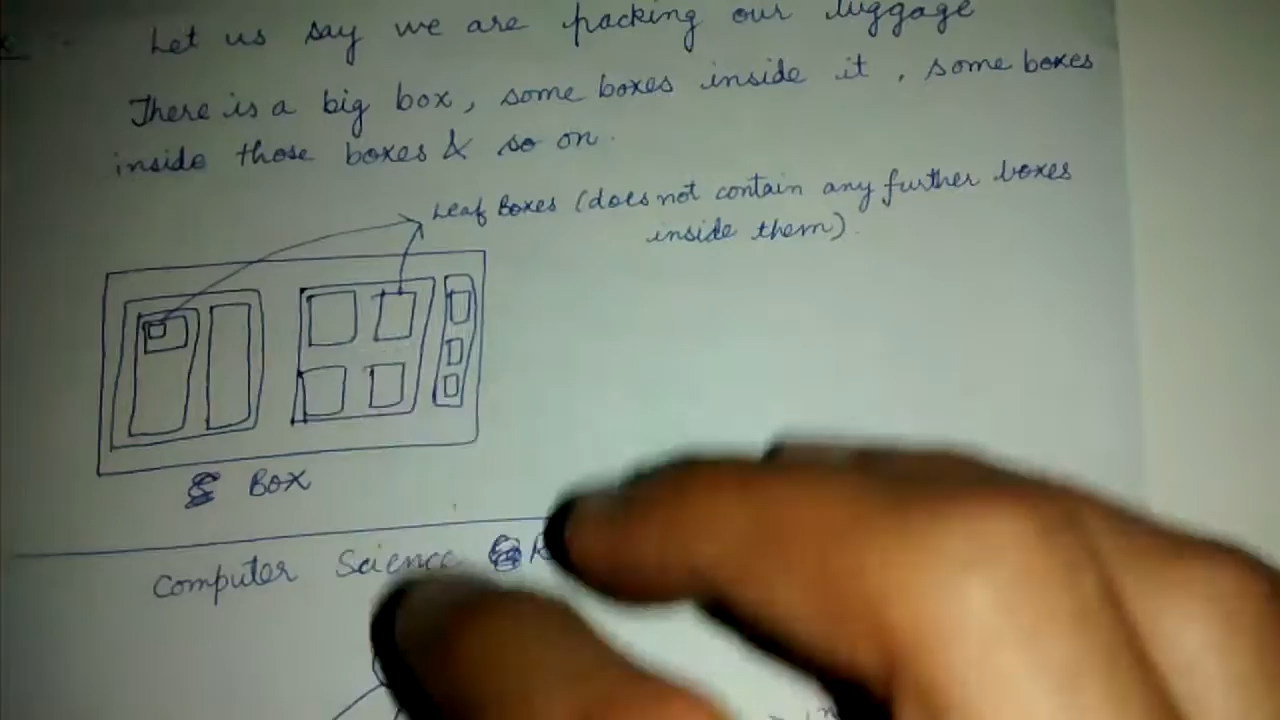 Let us say we are packing our luggage
There is a big box, some boxes inside it, some boxes
inside those boxes & so on.
Leaf Boxes (does not contain any further boxes
inside them).
Box
Computer Science